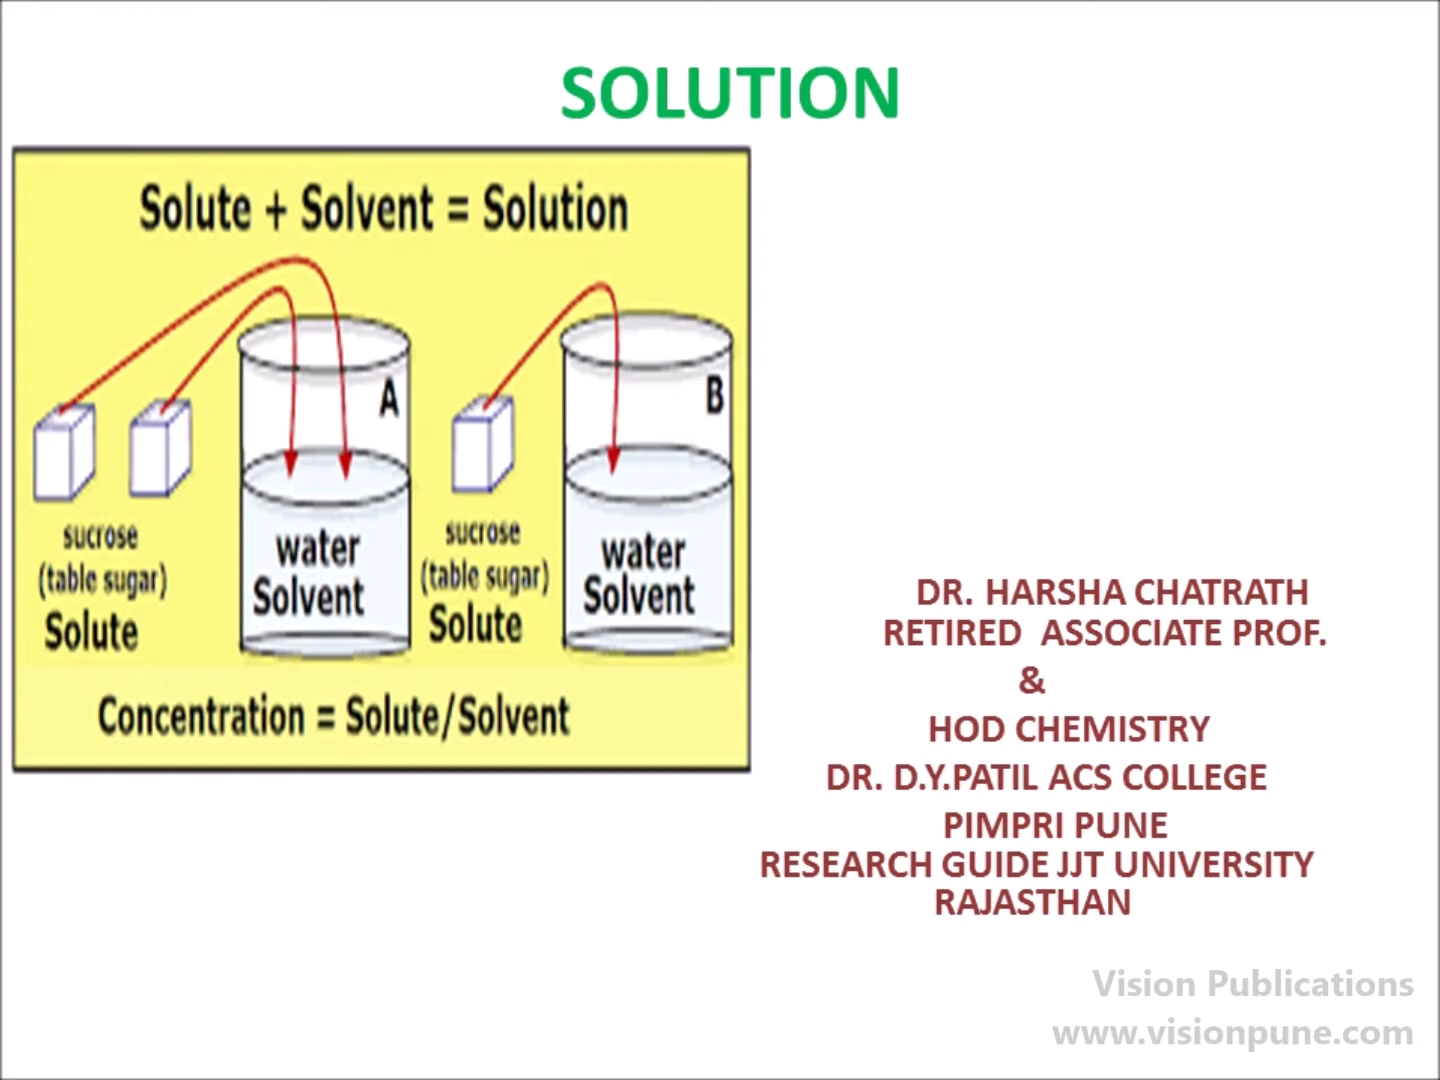 SOLUTION
Solute + Solvent = Solution
A
B
sucrose
(table sugar)
Solute
water
Solvent
sucrose
(table sugar)
Solute
water
Solvent
Concentration = Solute/Solvent
DR. HARSHA CHATRATH
RETIRED ASSOCIATE PROF.
&
HOD CHEMISTRY
DR. D.Y.PATIL ACS COLLEGE
PIMPRI PUNE
RESEARCH GUIDE JJT UNIVERSITY
RAJASTHAN
Vision Publications
www.visionpune.com